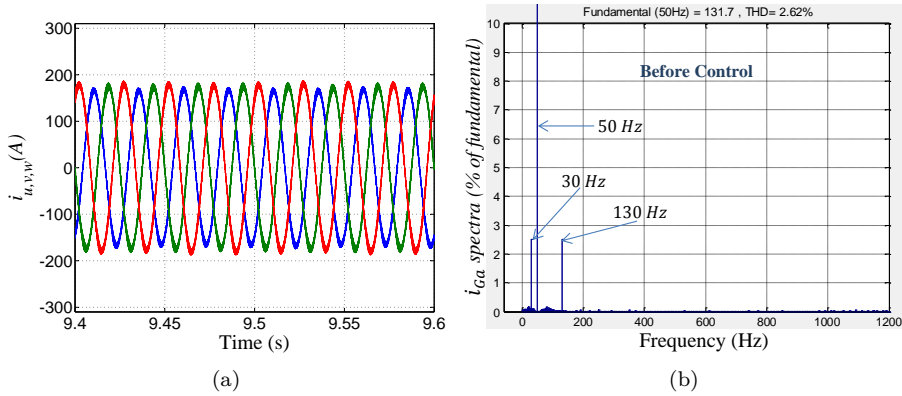 300
200
100
0
-100
-200
-300
9.4
9.45
9.5
9.55
9.6
i_{u,v,w}(A)
Time (s)
(a)
Fundamental (50Hz) = 131.7 , THD= 2.62%
10
9
8
7
6
5
4
3
2
1
0
0
200
400
600
800
1000
1200
i_{Ga} spectra (% of fundamental)
Before Control
50 Hz
30 Hz
130 Hz
Frequency (Hz)
(b)